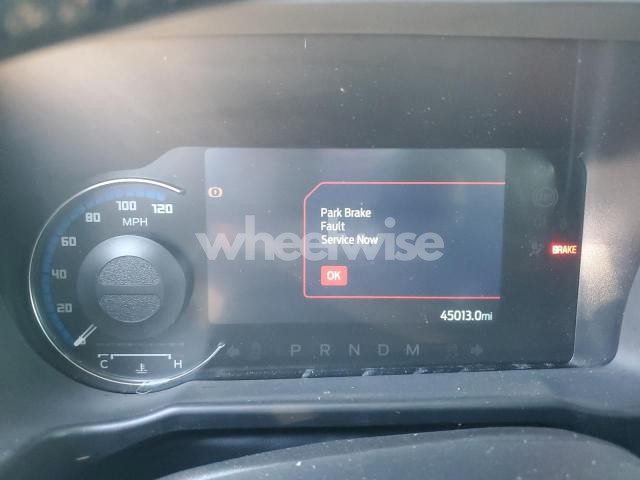 120
100
80
MPH
60
40
20
C H
Park Brake
Fault
Service Now
OK
BRAKE
45013.0mi
P R N D M
wheelwise